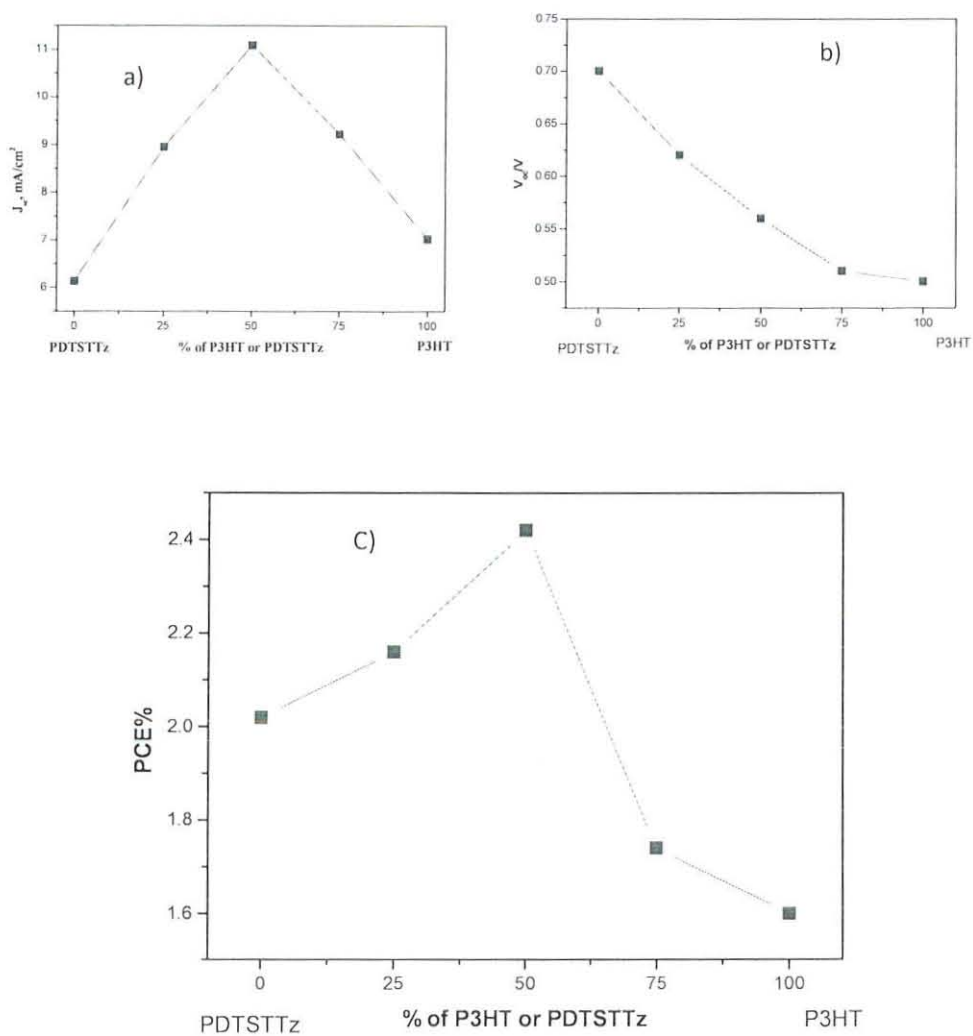 a)
11
10
9
8
7
6
J , mA/cm²
0 25 50 75 100
PDTSTTz % of P3HT or PDTSTTz P3HT
b)
0.75
0.70
0.65
0.60
0.55
0.50
Voc/V
0 25 50 75 100
PDTSTTz % of P3HT or PDTSTTz P3HT
C)
2.4
2.2
2.0
1.8
1.6
PCE%
0 25 50 75 100
PDTSTTz % of P3HT or PDTSTTz P3HT